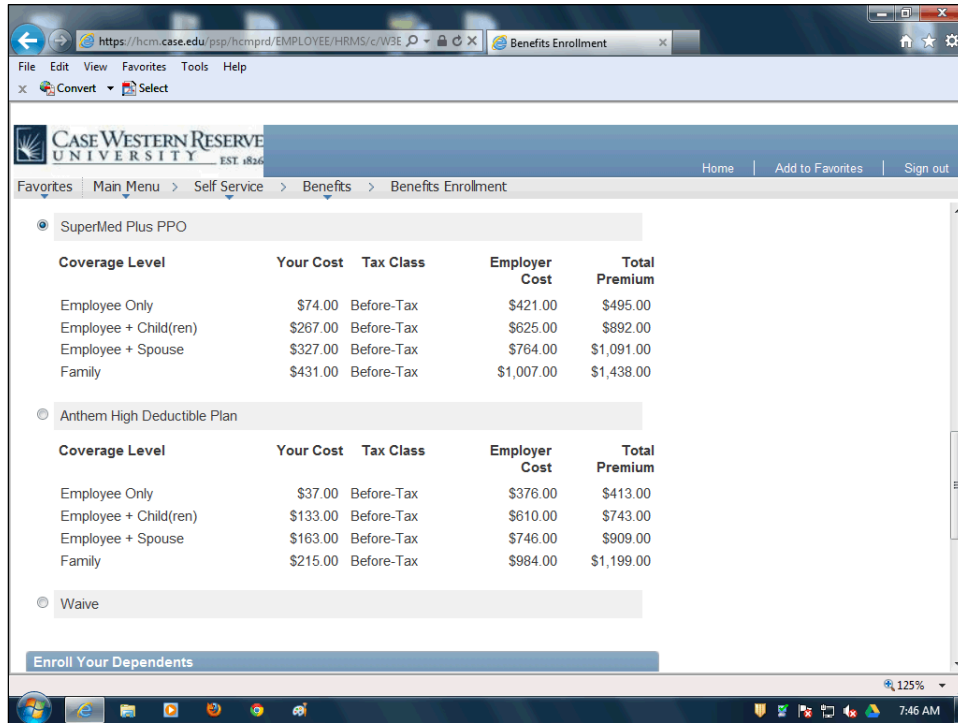 https://hcm.case.edu/psp/hcmprd/EMPLOYEE/HRMS/c/W3E
Benefits Enrollment
File Edit View Favorites Tools Help
x Convert Select
CASE WESTERN RESERVE
UNIVERSITY EST. 1826
Home | Add to Favorites | Sign out
Favorites Main Menu > Self Service > Benefits > Benefits Enrollment
SuperMed Plus PPO
Coverage Level Your Cost Tax Class Employer Cost Total Premium
Employee Only $74.00 Before-Tax $421.00 $495.00
Employee + Child(ren) $267.00 Before-Tax $625.00 $892.00
Employee + Spouse $327.00 Before-Tax $764.00 $1,091.00
Family $431.00 Before-Tax $1,007.00 $1,438.00
Anthem High Deductible Plan
Coverage Level Your Cost Tax Class Employer Cost Total Premium
Employee Only $37.00 Before-Tax $376.00 $413.00
Employee + Child(ren) $133.00 Before-Tax $610.00 $743.00
Employee + Spouse $163.00 Before-Tax $746.00 $909.00
Family $215.00 Before-Tax $984.00 $1,199.00
Waive
Enroll Your Dependents
125%
7:46 AM